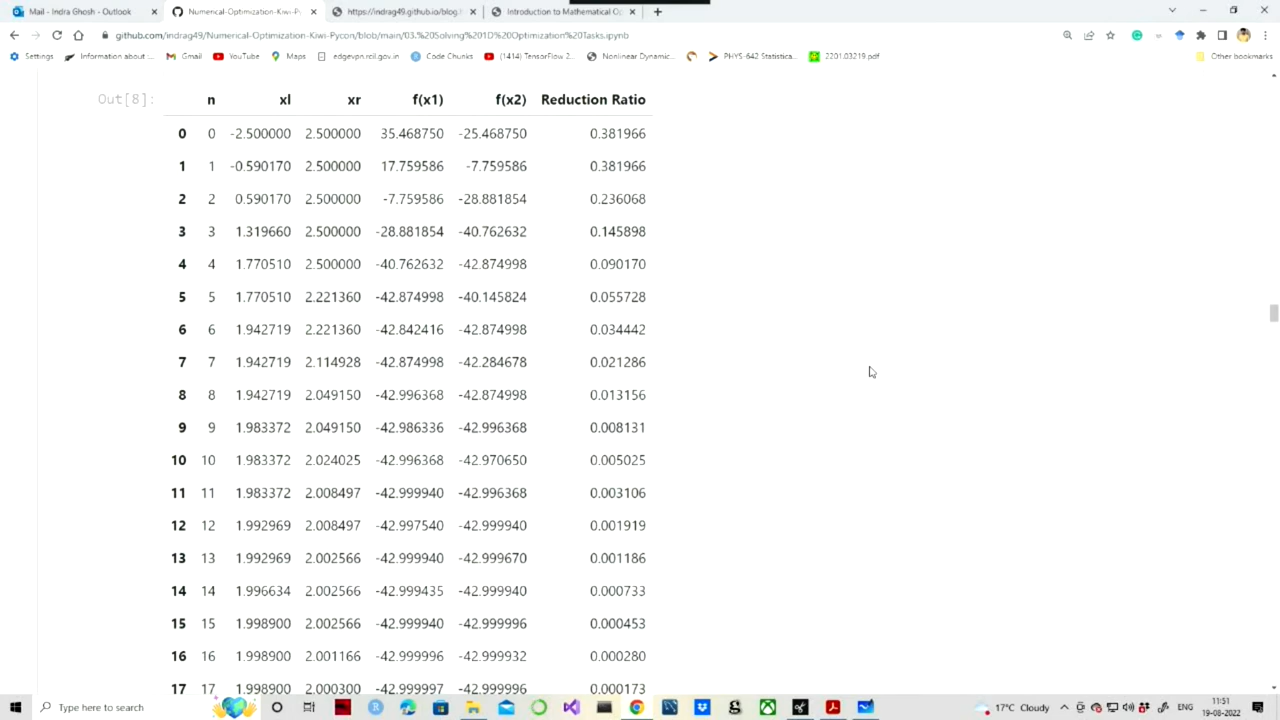 Mail - Indra Ghosh - Outlook
Numerical-Optimization-Kiwi-Py
https://indrag49.github.io/blog.h
Introduction to Mathematical Op
github.com/indrag49/Numerical-Optimization-Kiwi-Pycon/blob/main/03.%20Solving%201D%20Optimization%20Tasks.ipynb
Settings Information about ... Gmail YouTube Maps edgevpn.rcil.gov.in Code Chunks (1414) TensorFlow 2... Nonlinear Dynamic... PHYS-642 Statistica... 2201.03219.pdf Other bookmarks
Out[8]:
n xl xr f(x1) f(x2) Reduction Ratio
0 0 -2.500000 2.500000 35.468750 -25.468750 0.381966
1 1 -0.590170 2.500000 17.759586 -7.759586 0.381966
2 2 0.590170 2.500000 -7.759586 -28.881854 0.236068
3 3 1.319660 2.500000 -28.881854 -40.762632 0.145898
4 4 1.770510 2.500000 -40.762632 -42.874998 0.090170
5 5 1.770510 2.221360 -42.874998 -40.145824 0.055728
6 6 1.942719 2.221360 -42.842416 -42.874998 0.034442
7 7 1.942719 2.114928 -42.874998 -42.284678 0.021286
8 8 1.942719 2.049150 -42.996368 -42.874998 0.013156
9 9 1.983372 2.049150 -42.986336 -42.996368 0.008131
10 10 1.983372 2.024025 -42.996368 -42.970650 0.005025
11 11 1.983372 2.008497 -42.999940 -42.996368 0.003106
12 12 1.992969 2.008497 -42.997540 -42.999940 0.001919
13 13 1.992969 2.002566 -42.999940 -42.999670 0.001186
14 14 1.996634 2.002566 -42.999435 -42.999940 0.000733
15 15 1.998900 2.002566 -42.999940 -42.999996 0.000453
16 16 1.998900 2.001166 -42.999996 -42.999932 0.000280
17 17 1.998900 2.000300 -42.999997 -42.999996 0.000173
Type here to search
17°C Cloudy
ENG
11:51
19-08-2022